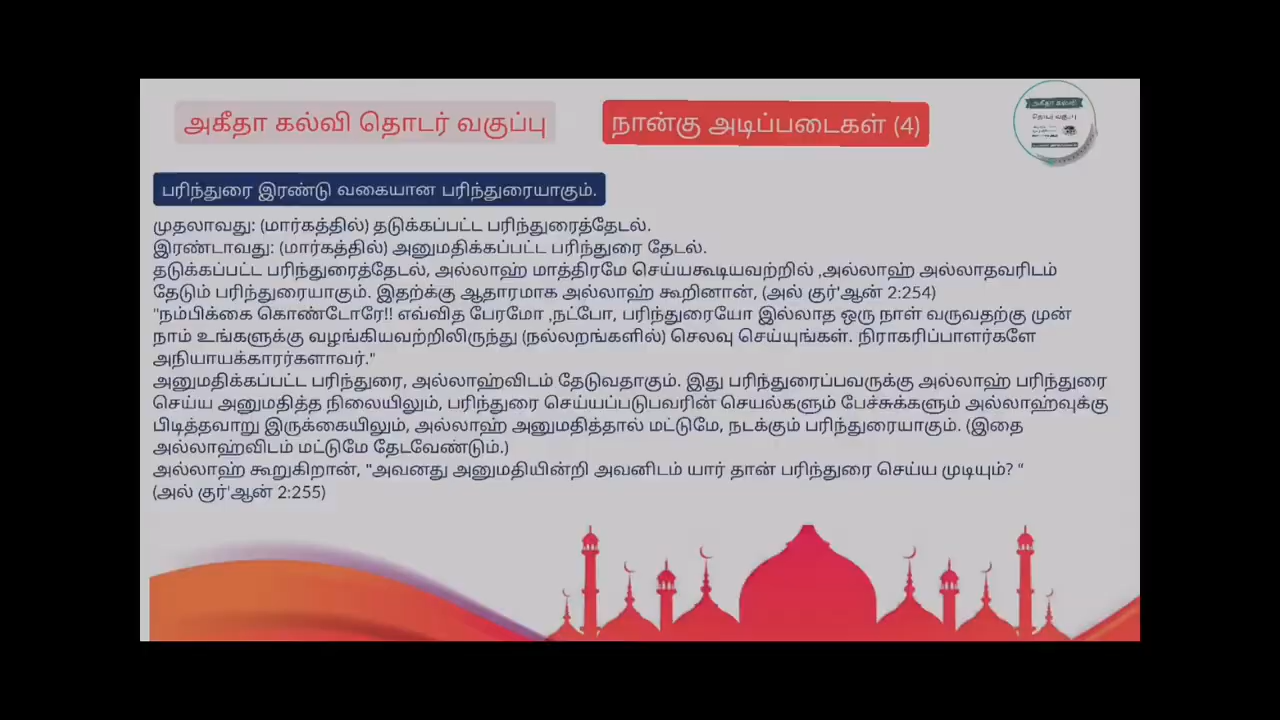 அகீதா கல்வி தொடர் வகுப்பு
நான்கு அடிப்படைகள் (4)
அகீதா கல்வி
தொடர் வகுப்பு
பரிந்துரை இரண்டு வகையான பரிந்துரையாகும்.
முதலாவது: (மார்கத்தில்) தடுக்கப்பட்ட பரிந்துரைத்தேடல்.
இரண்டாவது: (மார்கத்தில்) அனுமதிக்கப்பட்ட பரிந்துரை தேடல்.
தடுக்கப்பட்ட பரிந்துரைத்தேடல், அல்லாஹ் மாத்திரமே செய்யகூடியவற்றில் ,அல்லாஹ் அல்லாதவரிடம்
தேடும் பரிந்துரையாகும். இதற்க்கு ஆதாரமாக அல்லாஹ் கூறினான், (அல் குர்'ஆன் 2:254)
"நம்பிக்கை கொண்டோரே!! எவ்வித பேரமோ ,நட்போ, பரிந்துரையோ இல்லாத ஒரு நாள் வருவதற்கு முன்
நாம் உங்களுக்கு வழங்கியவற்றிலிருந்து (நல்லறங்களில்) செலவு செய்யுங்கள். நிராகரிப்பாளர்களே
அநியாயக்காரர்களாவர்."
அனுமதிக்கப்பட்ட பரிந்துரை, அல்லாஹ்விடம் தேடுவதாகும். இது பரிந்துரைப்பவருக்கு அல்லாஹ் பரிந்துரை
செய்ய அனுமதித்த நிலையிலும், பரிந்துரை செய்யப்படுபவரின் செயல்களும் பேச்சுக்களும் அல்லாஹ்வுக்கு
பிடித்தவாறு இருக்கையிலும், அல்லாஹ் அனுமதித்தால் மட்டுமே, நடக்கும் பரிந்துரையாகும். (இதை
அல்லாஹ்விடம் மட்டுமே தேடவேண்டும்.)
அல்லாஹ் கூறுகிறான், "அவனது அனுமதியின்றி அவனிடம் யார் தான் பரிந்துரை செய்ய முடியும்? “
(அல் குர்'ஆன் 2:255)